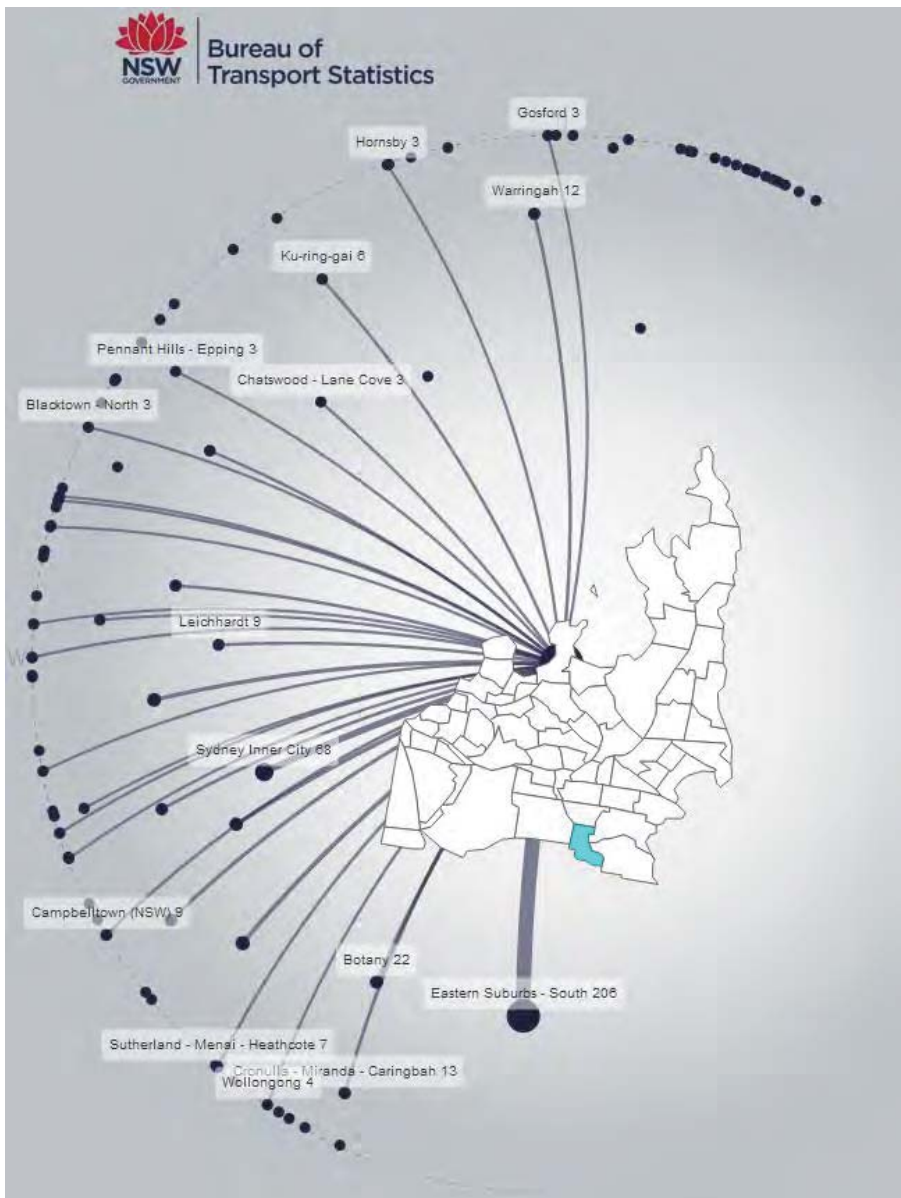 NSW
GOVERNMENT
Bureau of
Transport Statistics
Gosford 3
Hornsby 3
Warringah 12
Ku-ring-gai 6
Pennant Hills - Epping 3
Chatswood - Lane Cove 3
Blacktown - North 3
Leichhardt 9
W
Sydney Inner City 68
Campbelltown (NSW) 9
Botany 22
Eastern Suburbs - South 206
Sutherland - Menai - Heathcote 7
Cronulla - Miranda - Caringbah 13
Wollongong 4